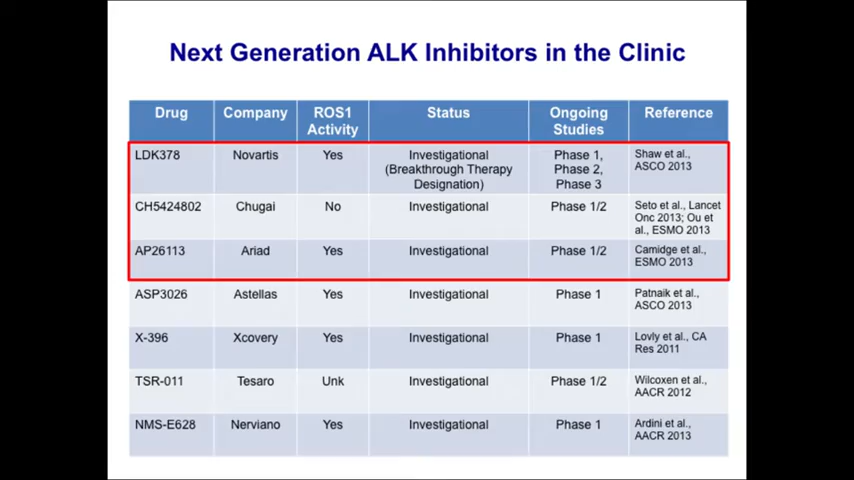 Next Generation ALK Inhibitors in the Clinic
Drug Company ROS1 Activity Status Ongoing Studies Reference
LDK378 Novartis Yes Investigational (Breakthrough Therapy Designation) Phase 1, Phase 2, Phase 3 Shaw et al., ASCO 2013
CH5424802 Chugai No Investigational Phase 1/2 Seto et al., Lancet Onc 2013; Ou et al., ESMO 2013
AP26113 Ariad Yes Investigational Phase 1/2 Camidge et al., ESMO 2013
ASP3026 Astellas Yes Investigational Phase 1 Patnaik et al., ASCO 2013
X-396 Xcovery Yes Investigational Phase 1 Lovly et al., CA Res 2011
TSR-011 Tesaro Unk Investigational Phase 1/2 Wilcoxen et al., AACR 2012
NMS-E628 Nerviano Yes Investigational Phase 1 Ardini et al., AACR 2013